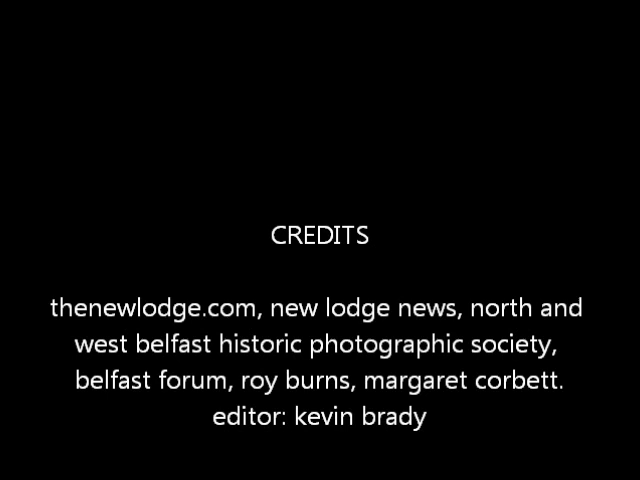 CREDITS
thenewlodge.com, new lodge news, north and
west belfast historic photographic society,
belfast forum, roy burns, margaret corbett.
editor: kevin brady